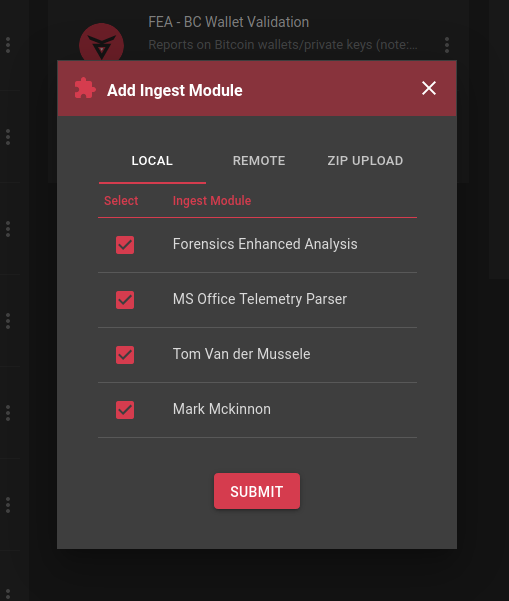 FEA - BC Wallet Validation
Reports on Bitcoin wallets/private keys (note:...
Add Ingest Module
LOCAL REMOTE ZIP UPLOAD
Select Ingest Module
Forensics Enhanced Analysis
MS Office Telemetry Parser
Tom Van der Mussele
Mark Mckinnon
SUBMIT